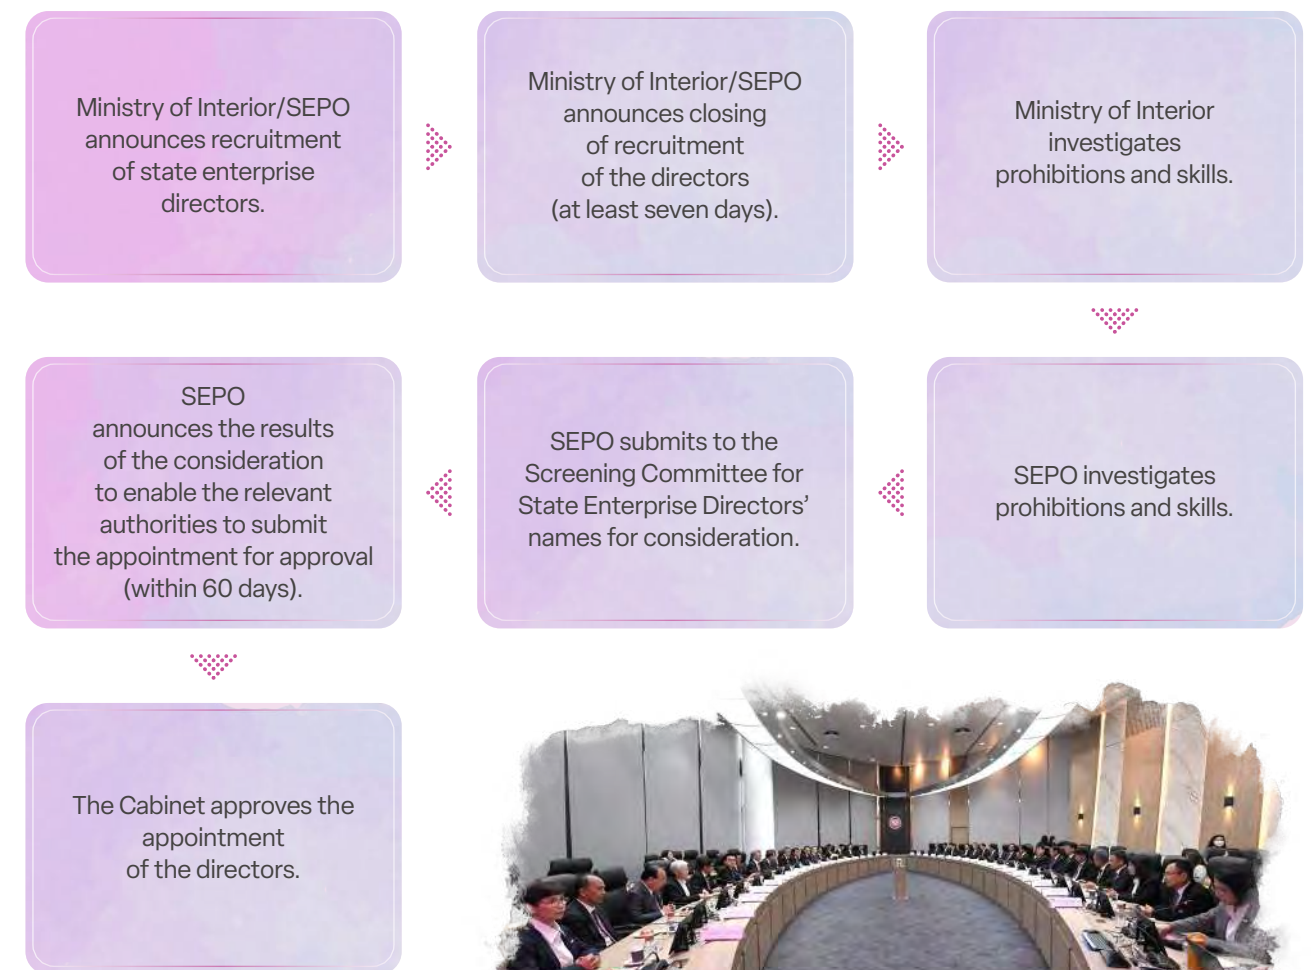 Ministry of Interior/SEPO
announces recruitment
of state enterprise
directors.
Ministry of Interior/SEPO
announces closing
of recruitment
of the directors
(at least seven days).
Ministry of Interior
investigates
prohibitions and skills.
SEPO investigates
prohibitions and skills.
SEPO submits to the
Screening Committee for
State Enterprise Directors’
names for consideration.
SEPO
announces the results
of the consideration
to enable the relevant
authorities to submit
the appointment for approval
(within 60 days).
The Cabinet approves the
appointment
of the directors.